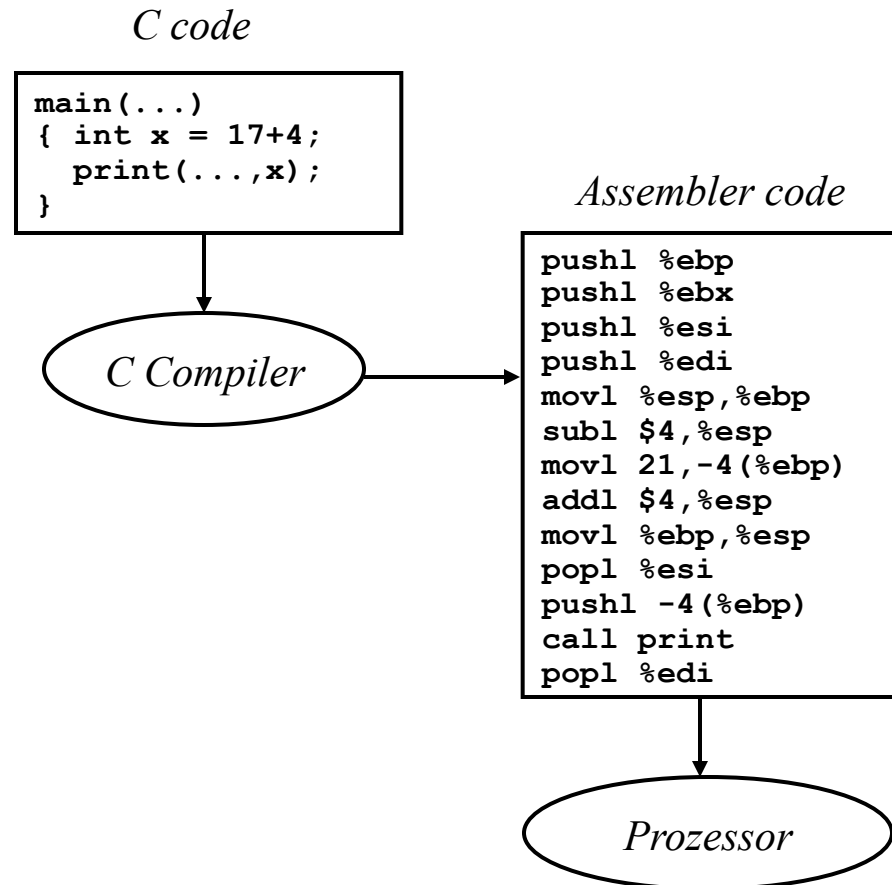 C code
main(...)
{ int x = 17+4;
  print(...,x);
}
C Compiler
Assembler code
pushl %ebp
pushl %ebx
pushl %esi
pushl %edi
movl %esp,%ebp
subl $4,%esp
movl 21,-4(%ebp)
addl $4,%esp
movl %ebp,%esp
popl %esi
pushl -4(%ebp)
call print
popl %edi
Prozessor